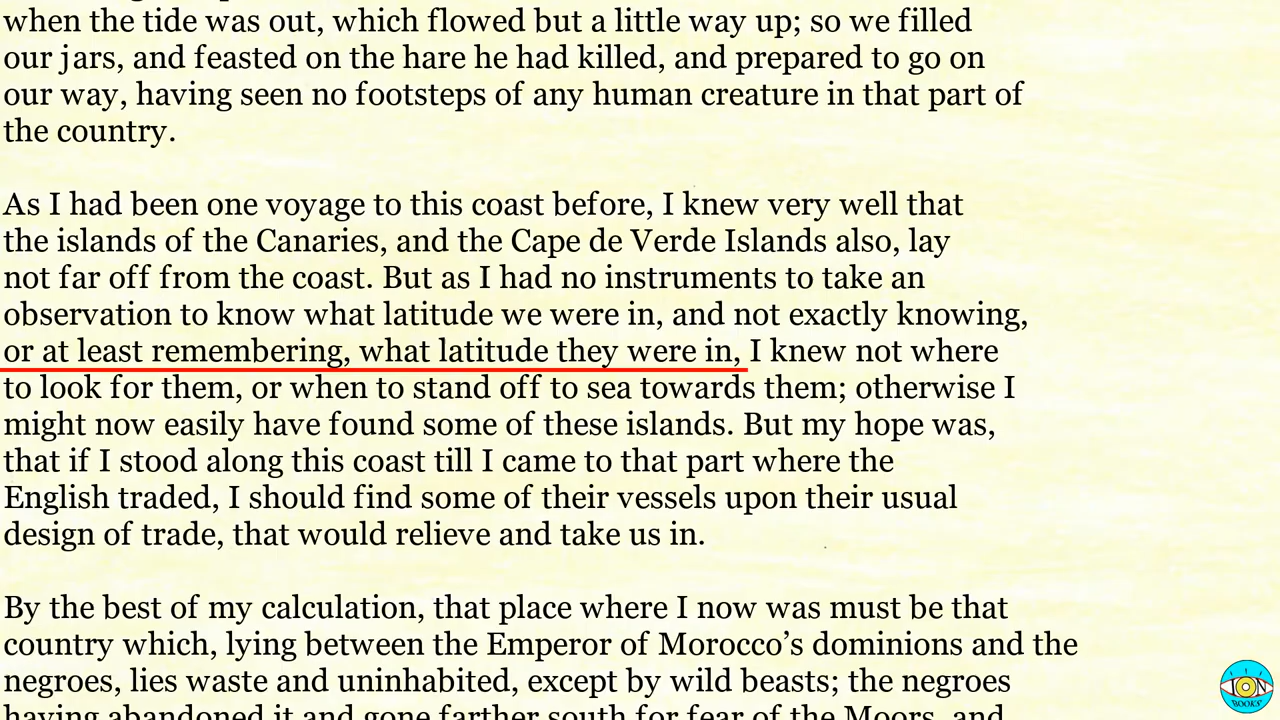 when the tide was out, which flowed but a little way up; so we filled
our jars, and feasted on the hare he had killed, and prepared to go on
our way, having seen no footsteps of any human creature in that part of
the country.
As I had been one voyage to this coast before, I knew very well that
the islands of the Canaries, and the Cape de Verde Islands also, lay
not far off from the coast. But as I had no instruments to take an
observation to know what latitude we were in, and not exactly knowing,
or at least remembering, what latitude they were in, I knew not where
to look for them, or when to stand off to sea towards them; otherwise I
might now easily have found some of these islands. But my hope was,
that if I stood along this coast till I came to that part where the
English traded, I should find some of their vessels upon their usual
design of trade, that would relieve and take us in.
By the best of my calculation, that place where I now was must be that
country which, lying between the Emperor of Morocco’s dominions and the
negroes, lies waste and uninhabited, except by wild beasts; the negroes
having abandoned it and gone farther south for fear of the Moors, and
ION
BOOKS